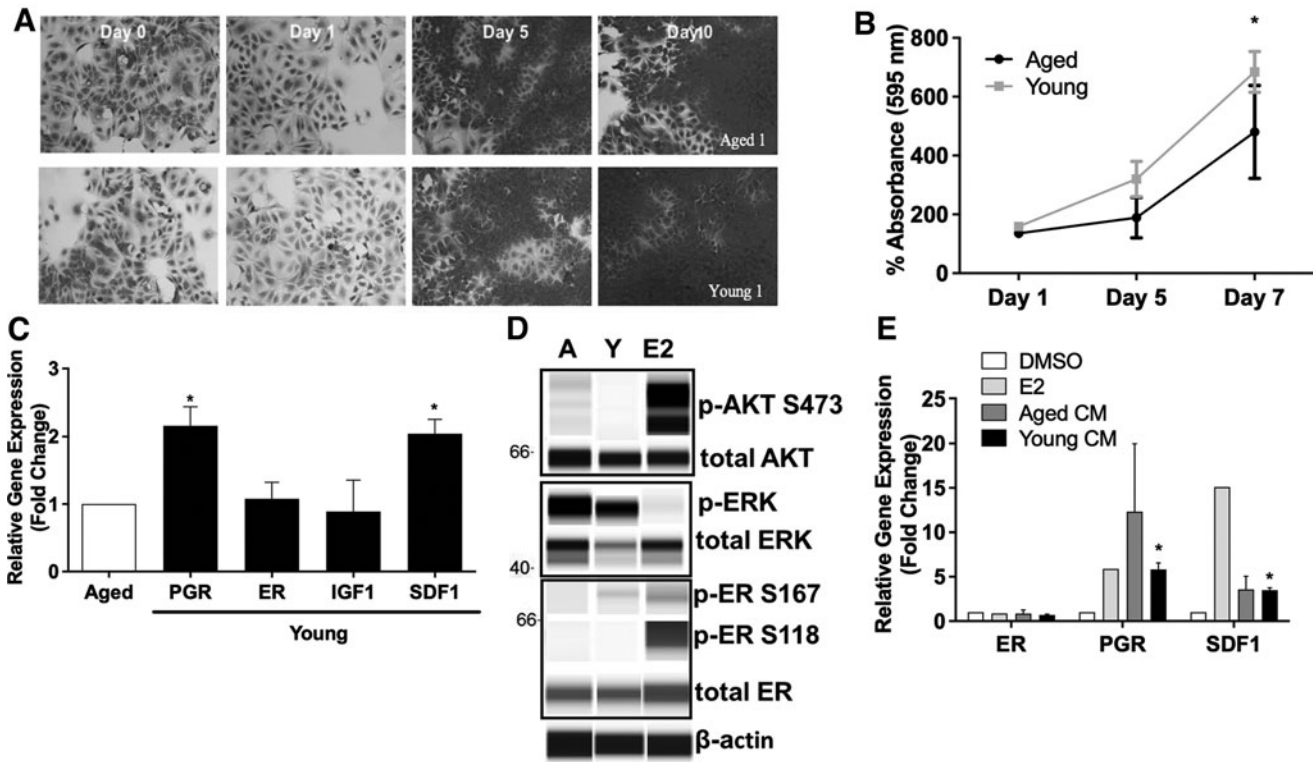 A
Day 0
Day 1
Day 5
Day10
Aged 1
Young 1
B
*
% Absorbance (595 nm)
800
600
400
200
0
Aged
Young
Day 1
Day 5
Day 7
C
Relative Gene Expression
(Fold Change)
3
2
1
0
*
*
Aged
PGR
ER
IGF1
SDF1
Young
D
A
Y
E2
p-AKT S473
66-
total AKT
p-ERK
total ERK
40-
p-ER S167
66-
p-ER S118
total ER
β-actin
E
DMSO
E2
Aged CM
Young CM
Relative Gene Expression
(Fold Change)
25
20
15
10
5
0
*
*
ER
PGR
SDF1